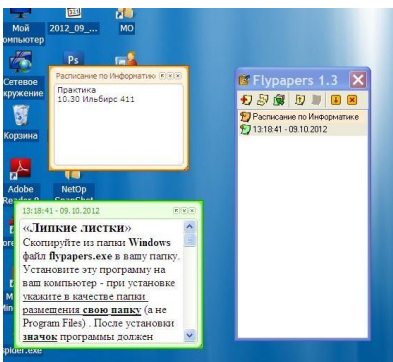 Мой
компьютер
2012_09_...
МО
Сетевое
окружение
Корзина
Adobe
NetOp
Расписание по Информатике
Практика
10.30 Ильбирс 411
13:18:41 - 09.10.2012
«Липкие листки»
Скопируйте из папки Windows
файл flypapers.exe в вашу папку.
Установите эту программу на
ваш компьютер - при установке
укажите в качестве папки
размещения свою папку (а не
Program Files) . После установки
значок программы должен
spider.exe
Flypapers 1.3
Расписание по Информатике
13:18:41 - 09.10.2012